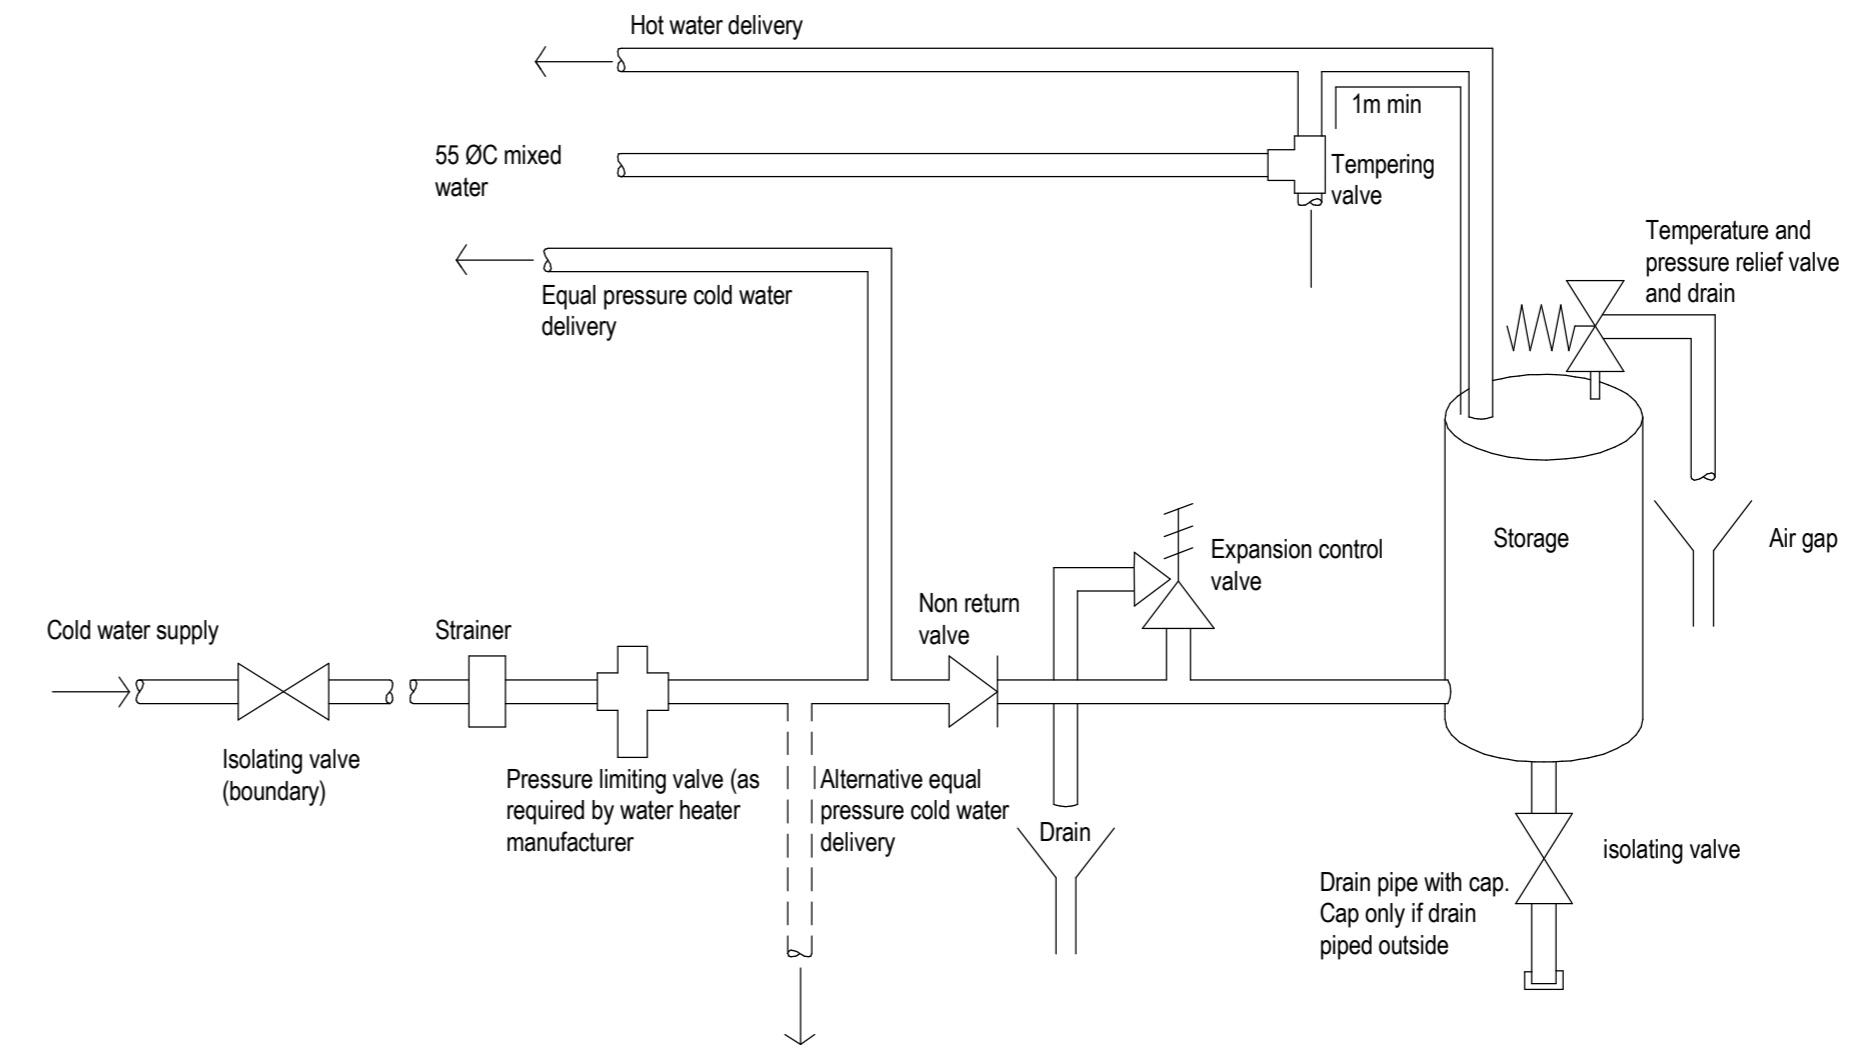 Hot water delivery
1m min
55 ØC mixed
water
Tempering
valve
Temperature and
pressure relief valve
and drain
Equal pressure cold water
delivery
Storage
Air gap
Expansion control
valve
Non return
valve
Cold water supply
Strainer
Isolating valve
(boundary)
Pressure limiting valve (as
required by water heater
manufacturer
Alternative equal
pressure cold water
delivery
Drain
isolating valve
Drain pipe with cap.
Cap only if drain
piped outside